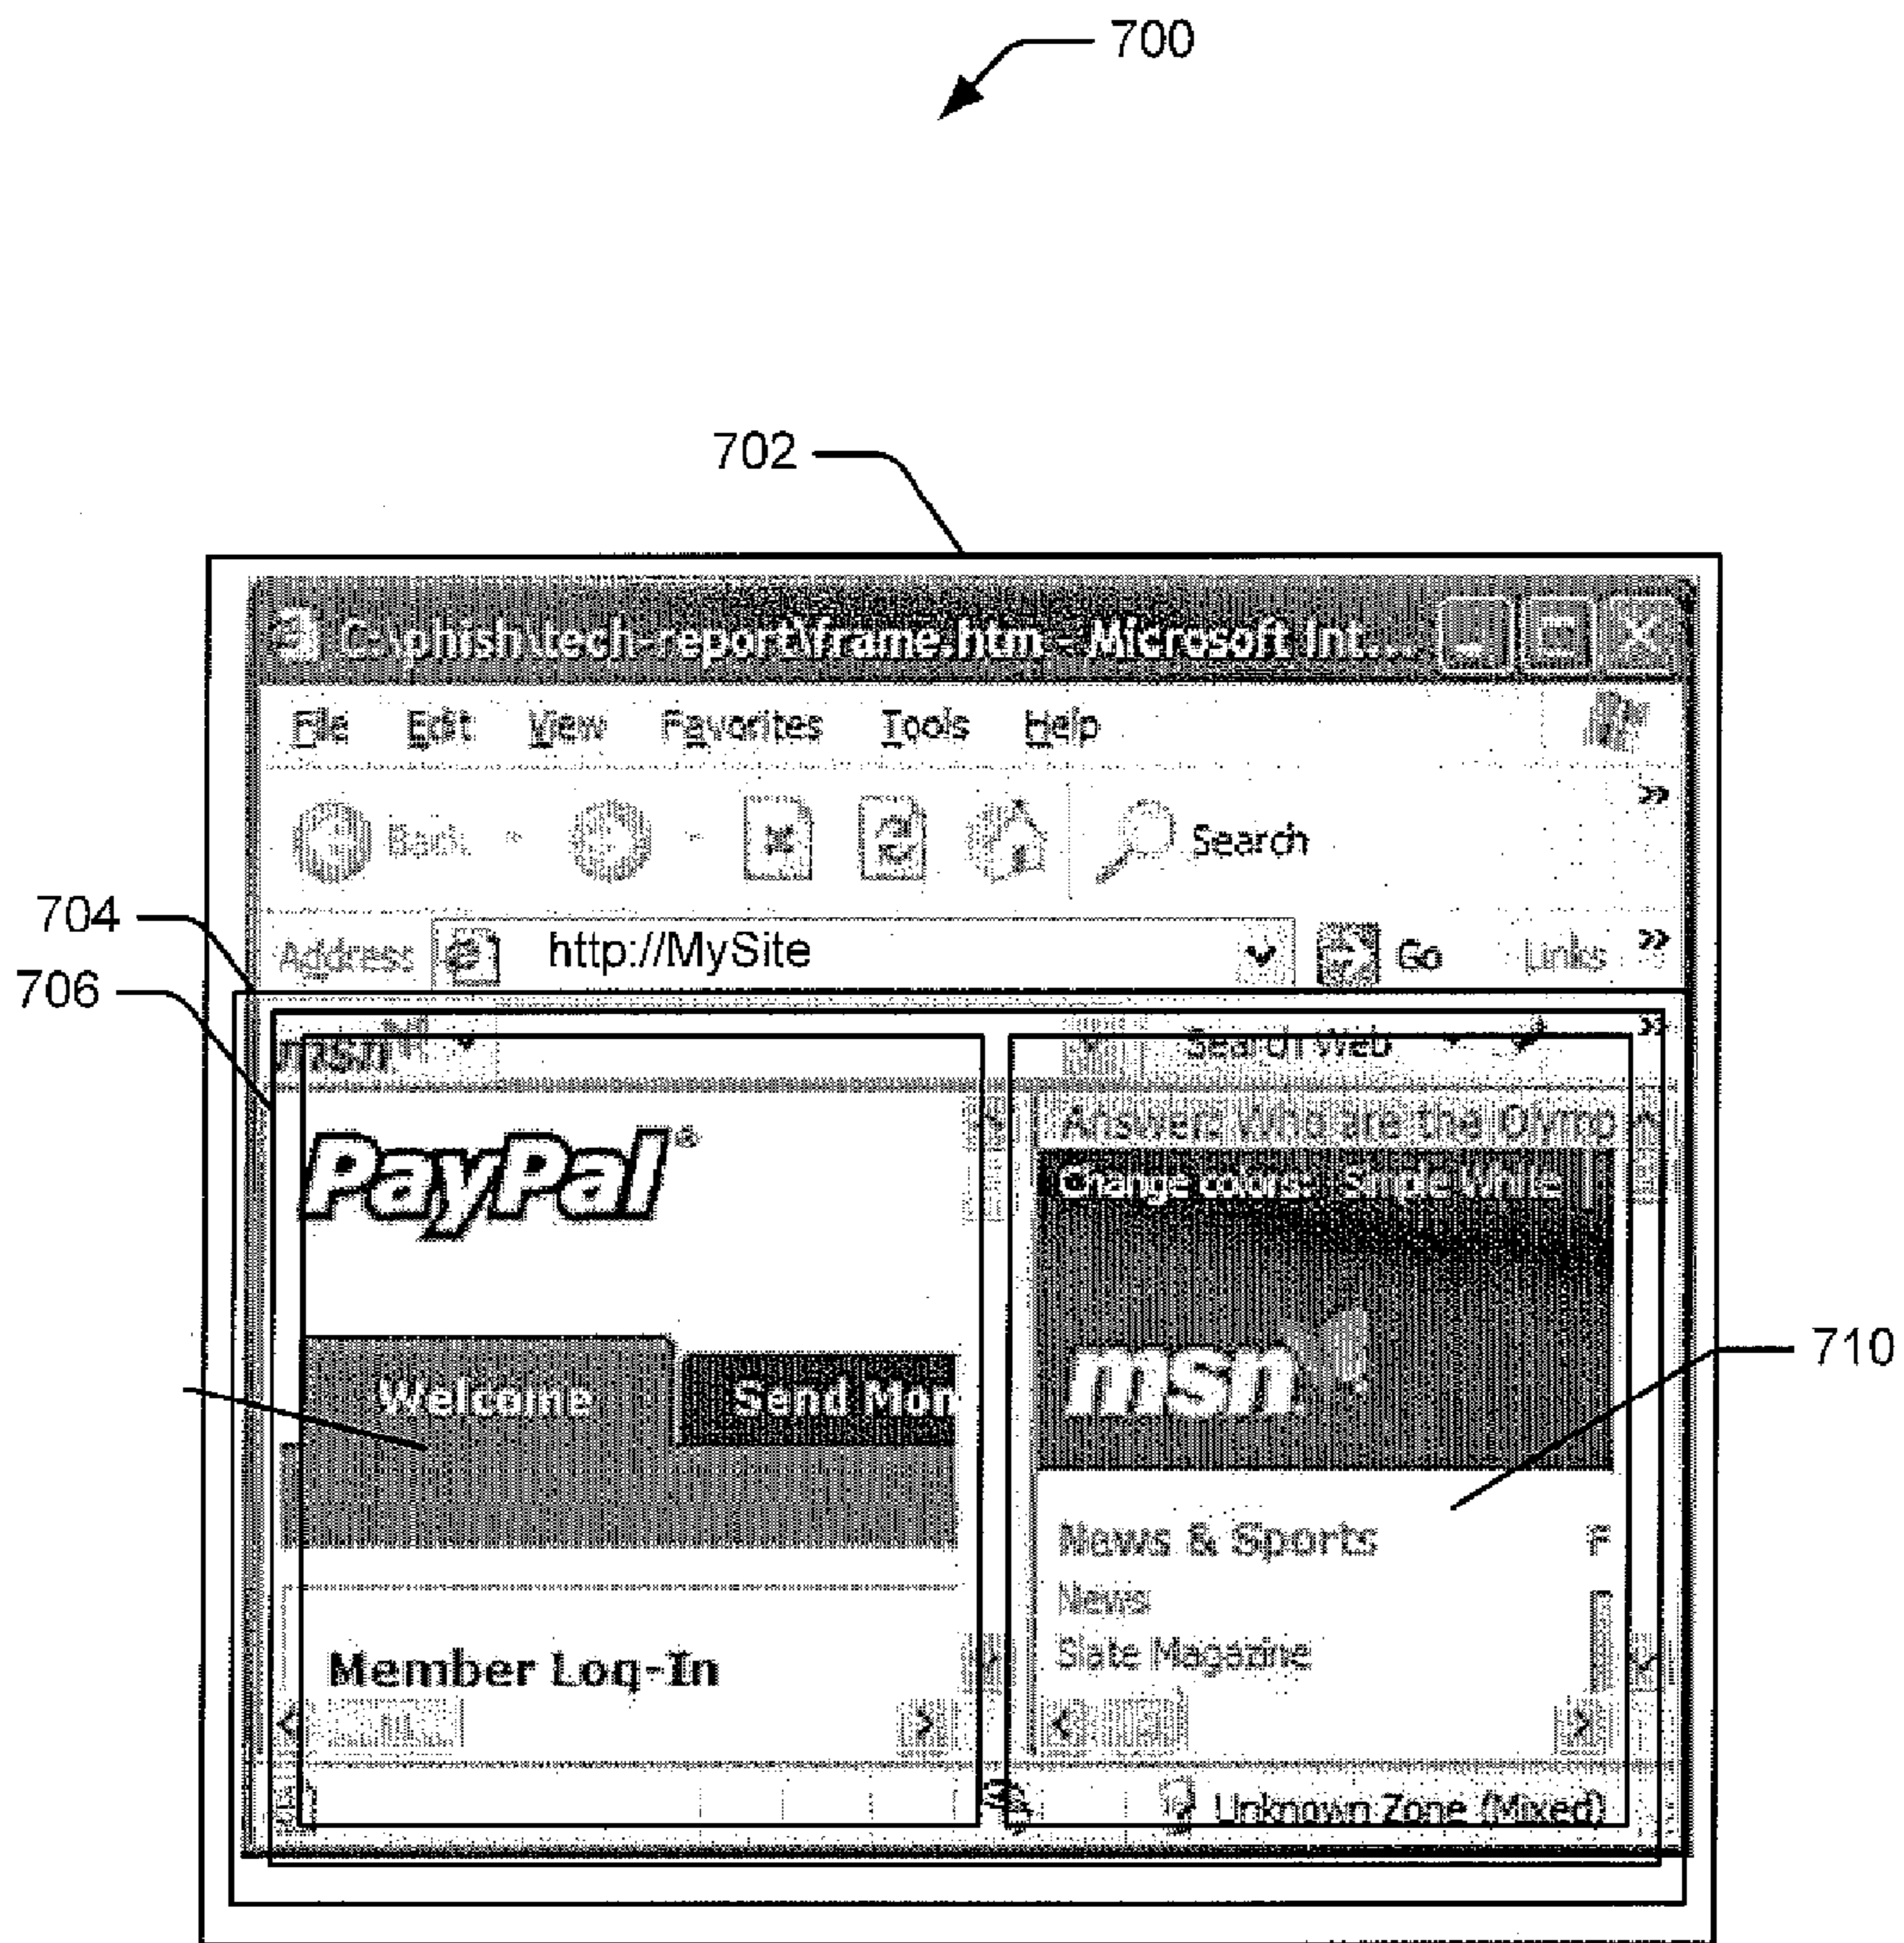 700
702
C:\phish\tech-report\frame.htm - Microsoft Int...
File Edit View Favorites Tools Help
Back Search »
704
Address http://MySite Go Links »
706
msn Search Web »
PayPal®
Answer: Who are the Olymp
Change colors: Simple White
msn
710
Welcome Send Mon
News & Sports F
News
Slate Magazine
Member Log-In
Unknown Zone (Mixed)